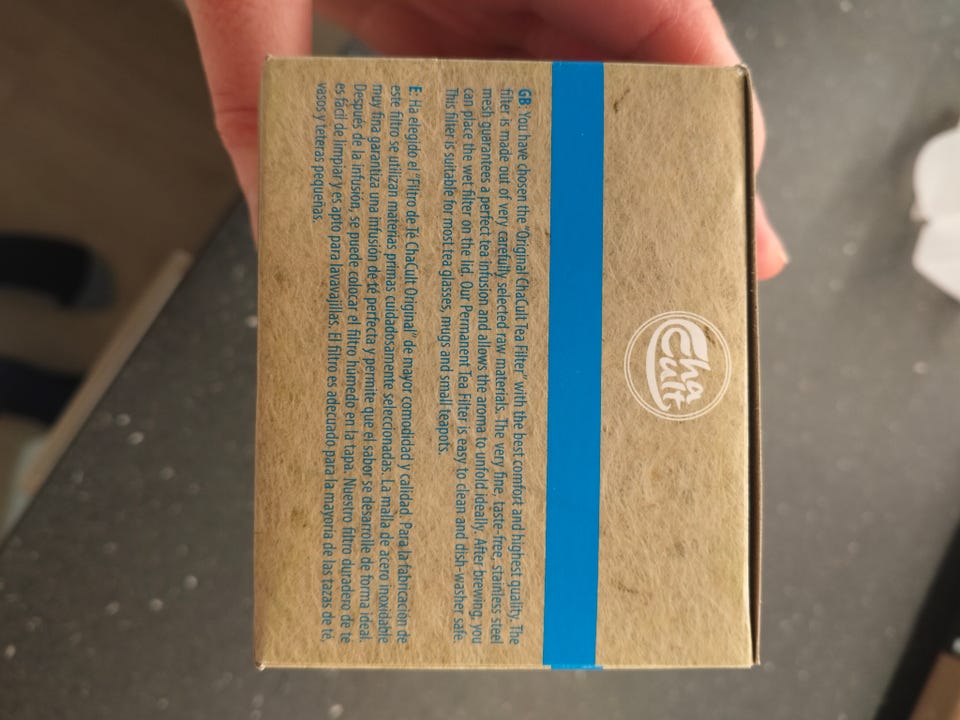 Cha
Cult
GB: You have chosen the "Original ChaCult Tea Filter" with the best comfort and highest quality. The
filter is made out of very carefully selected raw materials. The very fine, taste-free, stainless steel
mesh guarantees a perfect tea infusion and allows the aroma to unfold ideally. After brewing, you
can place the wet filter on the lid. Our Permanent Tea Filter is easy to clean and dish-washer safe.
This filter is suitable for most tea glasses, mugs and small teapots.
E: Ha elegido el "Filtro de Té ChaCult Original" de mayor comodidad y calidad. Para la fabricación de
este filtro se utilizan materias primas cuidadosamente seleccionadas. La malla de acero inoxidable
muy fina garantiza una infusión de té perfecta y permite que el sabor se desarrolle de forma ideal.
Después de la infusión, se puede colocar el filtro húmedo en la tapa. Nuestro filtro duradero de té
es fácil de limpiar y es apto para lavavajillas. El filtro es adecuado para la mayoría de las tazas de té,
vasos y teteras pequeñas.